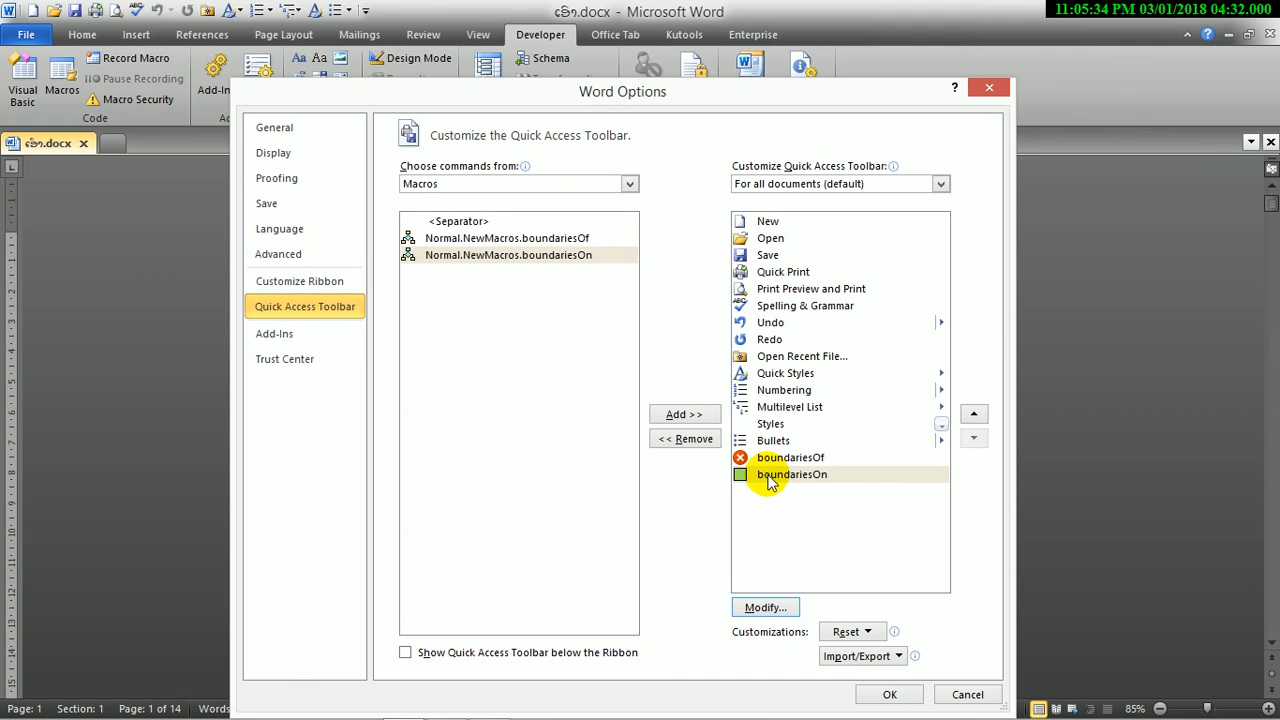 .docx - Microsoft Word
11:05:34 PM 03/01/2018 04:32.000
File Home Insert References Page Layout Mailings Review View Developer Office Tab Kutools Enterprise
Visual Basic
Macros
Record Macro
Pause Recording
Macro Security
Code
Add-In
Design Mode
Schema
.docx
Word Options
General
Display
Proofing
Save
Language
Advanced
Customize Ribbon
Quick Access Toolbar
Add-Ins
Trust Center
Customize the Quick Access Toolbar.
Choose commands from:
Macros
<Separator>
Normal.NewMacros.boundariesOf
Normal.NewMacros.boundariesOn
Add >>
<< Remove
Show Quick Access Toolbar below the Ribbon
Customize Quick Access Toolbar:
For all documents (default)
New
Open
Save
Quick Print
Print Preview and Print
Spelling & Grammar
Undo
Redo
Open Recent File...
Quick Styles
Numbering
Multilevel List
Styles
Bullets
boundariesOf
boundariesOn
Modify...
Customizations: Reset
Import/Export
OK Cancel
Page: 1 Section: 1 Page: 1 of 14 Words 85%